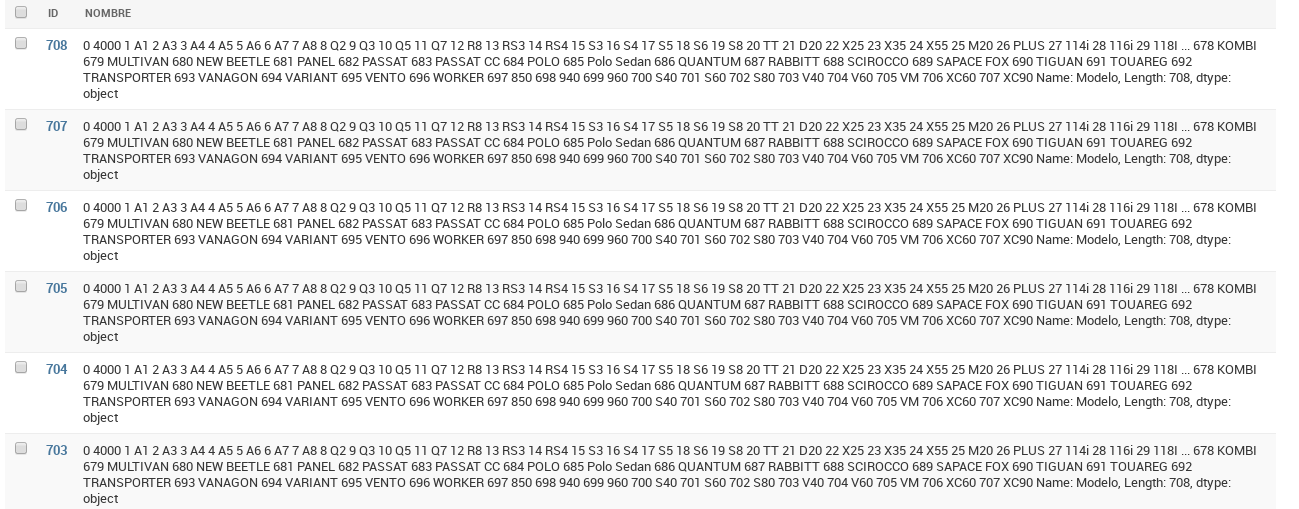 ID NOMBRE
708 0 4000 1 A1 2 A3 3 A4 4 A5 5 A6 6 A7 7 A8 8 Q2 9 Q3 10 Q5 11 Q7 12 R8 13 RS3 14 RS4 15 S3 16 S4 17 S5 18 S6 19 S8 20 TT 21 D20 22 X25 23 X35 24 X55 25 M20 26 PLUS 27 114i 28 116i 29 118I ... 678 KOMBI
679 MULTIVAN 680 NEW BEETLE 681 PANEL 682 PASSAT 683 PASSAT CC 684 POLO 685 Polo Sedan 686 QUANTUM 687 RABBITT 688 SCIROCCO 689 SAPACE FOX 690 TIGUAN 691 TOUAREG 692
TRANSPORTER 693 VANAGON 694 VARIANT 695 VENTO 696 WORKER 697 850 698 940 699 960 700 S40 701 S60 702 S80 703 V40 704 V60 705 VM 706 XC60 707 XC90 Name: Modelo, Length: 708, dtype:
object
707 0 4000 1 A1 2 A3 3 A4 4 A5 5 A6 6 A7 7 A8 8 Q2 9 Q3 10 Q5 11 Q7 12 R8 13 RS3 14 RS4 15 S3 16 S4 17 S5 18 S6 19 S8 20 TT 21 D20 22 X25 23 X35 24 X55 25 M20 26 PLUS 27 114i 28 116i 29 118I ... 678 KOMBI
679 MULTIVAN 680 NEW BEETLE 681 PANEL 682 PASSAT 683 PASSAT CC 684 POLO 685 Polo Sedan 686 QUANTUM 687 RABBITT 688 SCIROCCO 689 SAPACE FOX 690 TIGUAN 691 TOUAREG 692
TRANSPORTER 693 VANAGON 694 VARIANT 695 VENTO 696 WORKER 697 850 698 940 699 960 700 S40 701 S60 702 S80 703 V40 704 V60 705 VM 706 XC60 707 XC90 Name: Modelo, Length: 708, dtype:
object
706 0 4000 1 A1 2 A3 3 A4 4 A5 5 A6 6 A7 7 A8 8 Q2 9 Q3 10 Q5 11 Q7 12 R8 13 RS3 14 RS4 15 S3 16 S4 17 S5 18 S6 19 S8 20 TT 21 D20 22 X25 23 X35 24 X55 25 M20 26 PLUS 27 114i 28 116i 29 118I ... 678 KOMBI
679 MULTIVAN 680 NEW BEETLE 681 PANEL 682 PASSAT 683 PASSAT CC 684 POLO 685 Polo Sedan 686 QUANTUM 687 RABBITT 688 SCIROCCO 689 SAPACE FOX 690 TIGUAN 691 TOUAREG 692
TRANSPORTER 693 VANAGON 694 VARIANT 695 VENTO 696 WORKER 697 850 698 940 699 960 700 S40 701 S60 702 S80 703 V40 704 V60 705 VM 706 XC60 707 XC90 Name: Modelo, Length: 708, dtype:
object
705 0 4000 1 A1 2 A3 3 A4 4 A5 5 A6 6 A7 7 A8 8 Q2 9 Q3 10 Q5 11 Q7 12 R8 13 RS3 14 RS4 15 S3 16 S4 17 S5 18 S6 19 S8 20 TT 21 D20 22 X25 23 X35 24 X55 25 M20 26 PLUS 27 114i 28 116i 29 118I ... 678 KOMBI
679 MULTIVAN 680 NEW BEETLE 681 PANEL 682 PASSAT 683 PASSAT CC 684 POLO 685 Polo Sedan 686 QUANTUM 687 RABBITT 688 SCIROCCO 689 SAPACE FOX 690 TIGUAN 691 TOUAREG 692
TRANSPORTER 693 VANAGON 694 VARIANT 695 VENTO 696 WORKER 697 850 698 940 699 960 700 S40 701 S60 702 S80 703 V40 704 V60 705 VM 706 XC60 707 XC90 Name: Modelo, Length: 708, dtype:
object
704 0 4000 1 A1 2 A3 3 A4 4 A5 5 A6 6 A7 7 A8 8 Q2 9 Q3 10 Q5 11 Q7 12 R8 13 RS3 14 RS4 15 S3 16 S4 17 S5 18 S6 19 S8 20 TT 21 D20 22 X25 23 X35 24 X55 25 M20 26 PLUS 27 114i 28 116i 29 118I ... 678 KOMBI
679 MULTIVAN 680 NEW BEETLE 681 PANEL 682 PASSAT 683 PASSAT CC 684 POLO 685 Polo Sedan 686 QUANTUM 687 RABBITT 688 SCIROCCO 689 SAPACE FOX 690 TIGUAN 691 TOUAREG 692
TRANSPORTER 693 VANAGON 694 VARIANT 695 VENTO 696 WORKER 697 850 698 940 699 960 700 S40 701 S60 702 S80 703 V40 704 V60 705 VM 706 XC60 707 XC90 Name: Modelo, Length: 708, dtype:
object
703 0 4000 1 A1 2 A3 3 A4 4 A5 5 A6 6 A7 7 A8 8 Q2 9 Q3 10 Q5 11 Q7 12 R8 13 RS3 14 RS4 15 S3 16 S4 17 S5 18 S6 19 S8 20 TT 21 D20 22 X25 23 X35 24 X55 25 M20 26 PLUS 27 114i 28 116i 29 118I ... 678 KOMBI
679 MULTIVAN 680 NEW BEETLE 681 PANEL 682 PASSAT 683 PASSAT CC 684 POLO 685 Polo Sedan 686 QUANTUM 687 RABBITT 688 SCIROCCO 689 SAPACE FOX 690 TIGUAN 691 TOUAREG 692
TRANSPORTER 693 VANAGON 694 VARIANT 695 VENTO 696 WORKER 697 850 698 940 699 960 700 S40 701 S60 702 S80 703 V40 704 V60 705 VM 706 XC60 707 XC90 Name: Modelo, Length: 708, dtype:
object